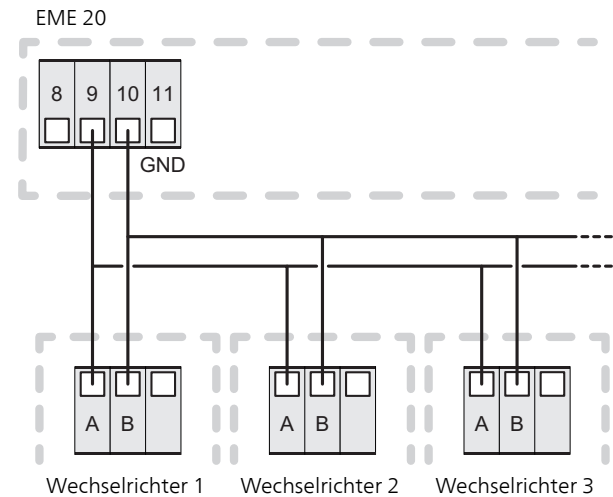 EME 20
8 9 10 11
GND
A B
A B
A B
Wechselrichter 1
Wechselrichter 2
Wechselrichter 3